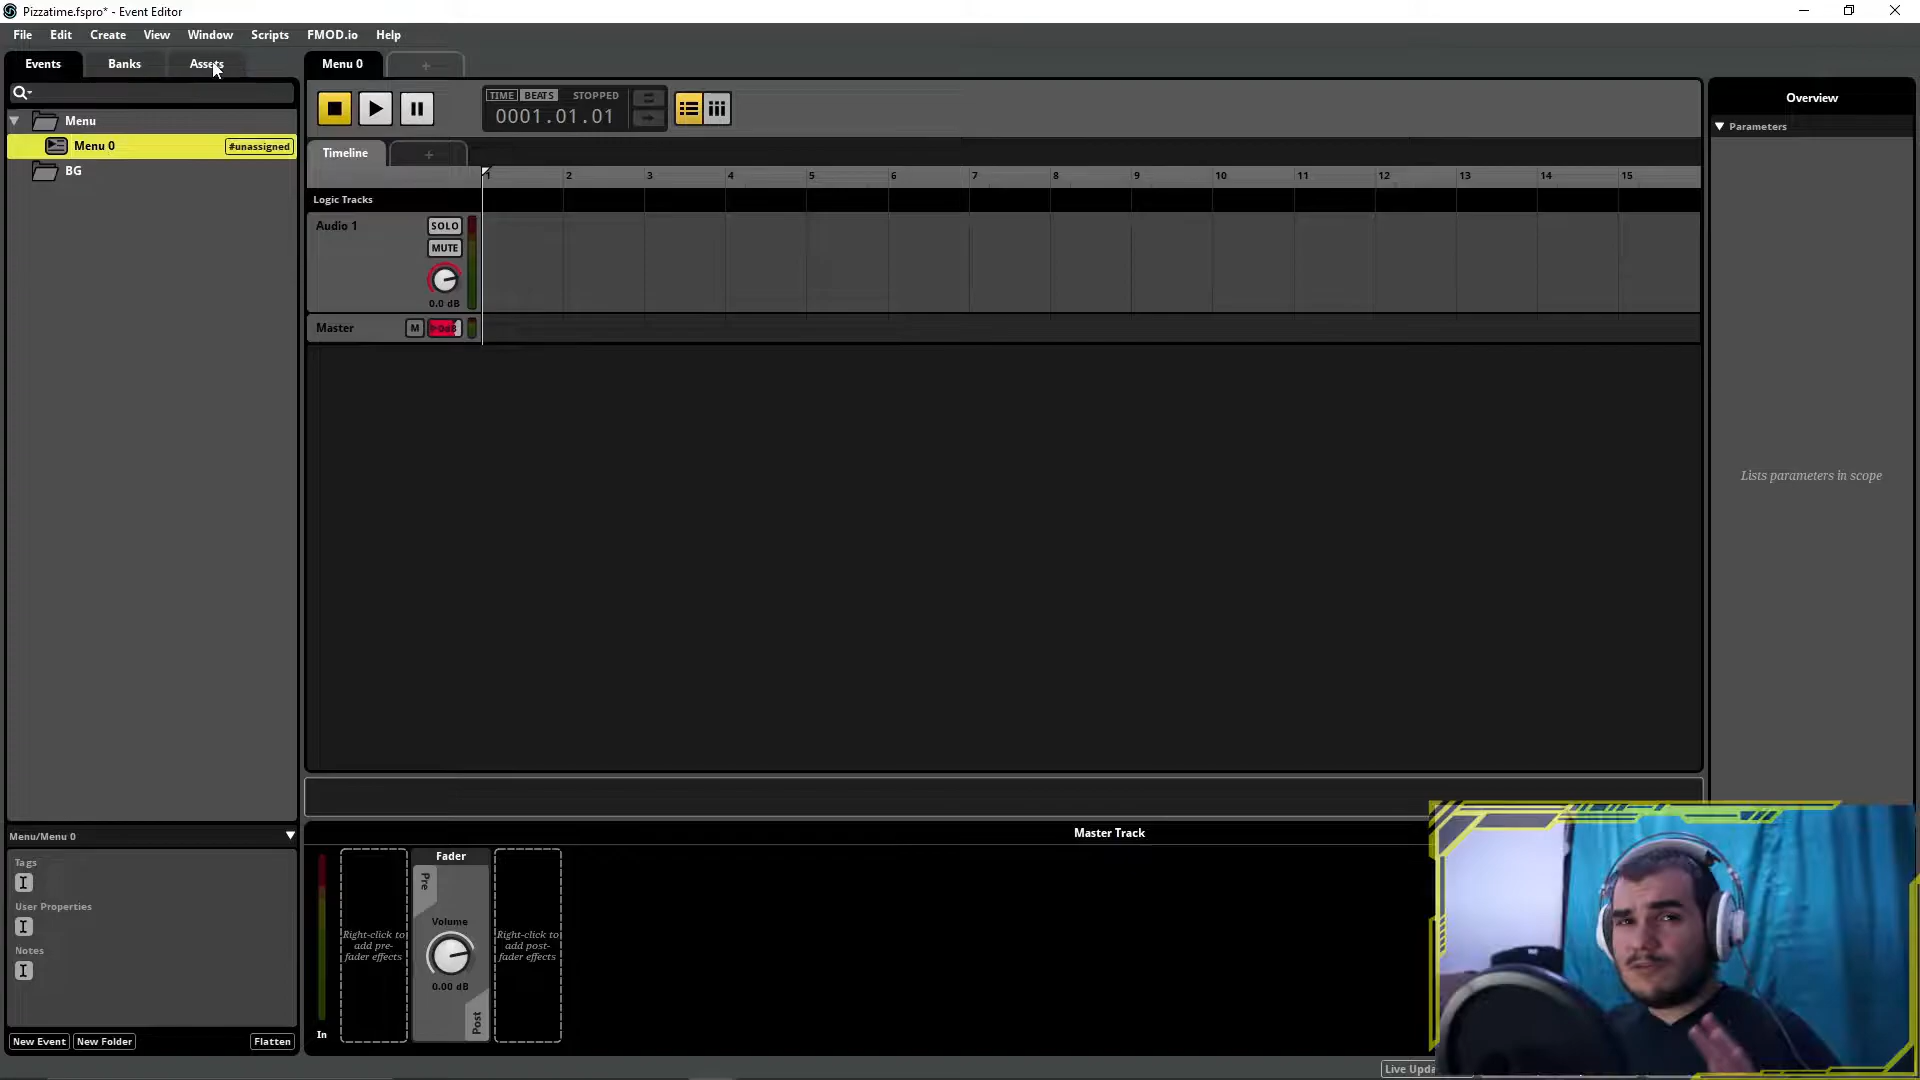 Pizzatime.fspro* - Event Editor
File Edit Create View Window Scripts FMOD.io Help
Events Banks Assets
Menu 0 +
Menu
Menu 0 #unassigned
BG
TIME BEATS STOPPED
0001.01.01
Timeline +
1 2 3 4 5 6 7 8 9 10 11 12 13 14 15
Logic Tracks
Audio 1 SOLO
MUTE
0.0 dB
Master M
Overview
Parameters
Lists parameters in scope
Menu/Menu 0
Tags
User Properties
Notes
New Event New Folder Flatten
Master Track
In
Right-click to
add pre-
fader effects
Fader
Pre
Volume
0.00 dB
Post
Right-click to
add post-
fader effects
Live